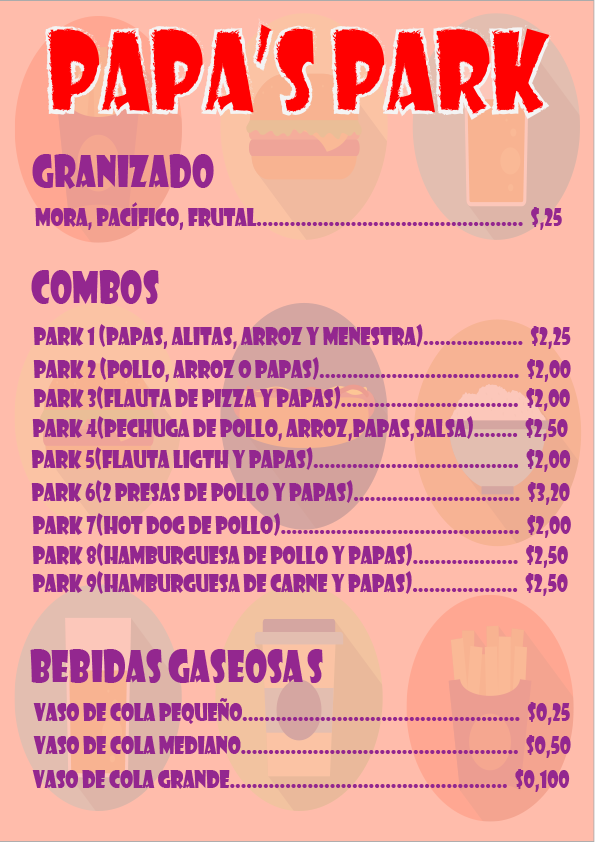 PAPA'S PARK
GRANIZADO
MORA, PACÍFICO, FRUTAL................................................ $,25
COMBOS
PARK 1 (PAPAS, ALITAS, ARROZ Y MENESTRA).................. $2,25
PARK 2 (POLLO, ARROZ O PAPAS).................................... $2,00
PARK 3(FLAUTA DE PIZZA Y PAPAS)................................ $2,00
PARK 4(PECHUGA DE POLLO, ARROZ,PAPAS,SALSA)........ $2,50
PARK 5(FLAUTA LIGTH Y PAPAS)..................................... $2,00
PARK 6(2 PRESAS DE POLLO Y PAPAS).............................. $3,20
PARK 7(HOT DOG DE POLLO)........................................... $2,00
PARK 8(HAMBURGUESA DE POLLO Y PAPAS)................... $2,50
PARK 9(HAMBURGUESA DE CARNE Y PAPAS)................... $2,50
BEBIDAS GASEOSA S
VASO DE COLA PEQUEÑO.................................................. $0,25
VASO DE COLA MEDIANO.................................................. $0,50
VASO DE COLA GRANDE.................................................. $0,100